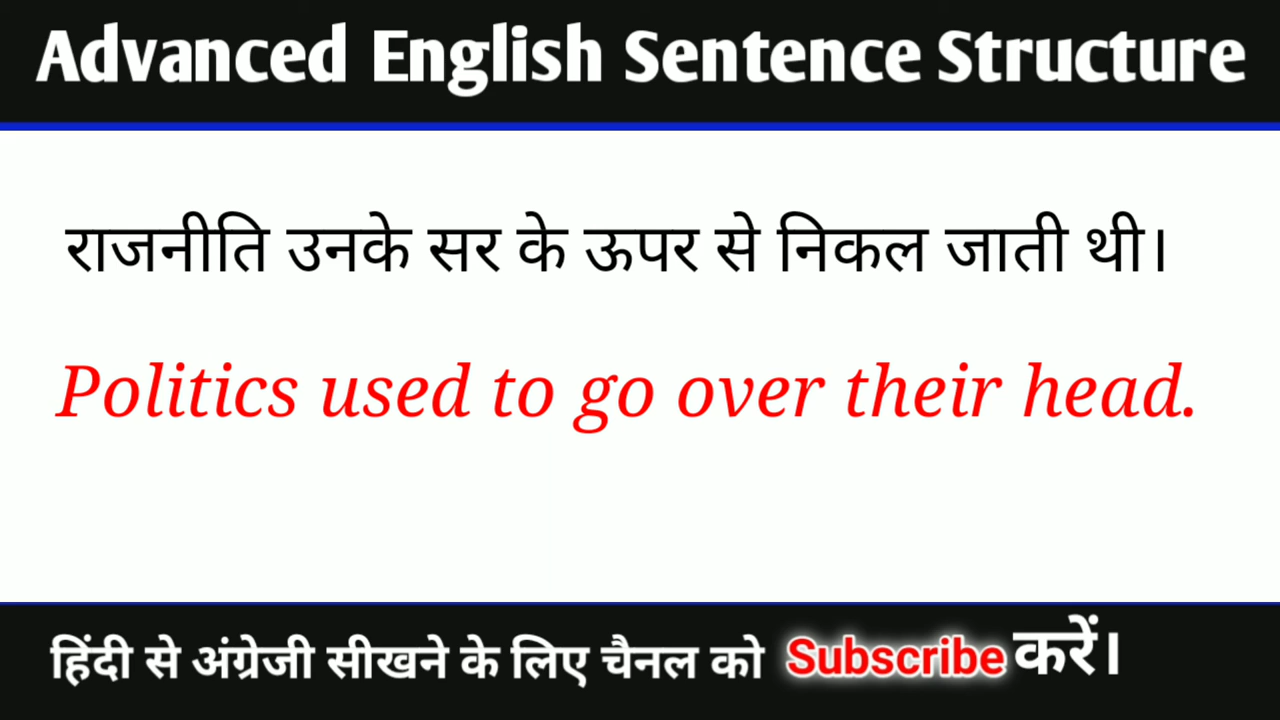 Advanced English Sentence Structure
राजनीति उनके सर के ऊपर से निकल जाती थी।
Politics used to go over their head.
हिंदी से अंग्रेजी सीखने के लिए चैनल को Subscribe करें।